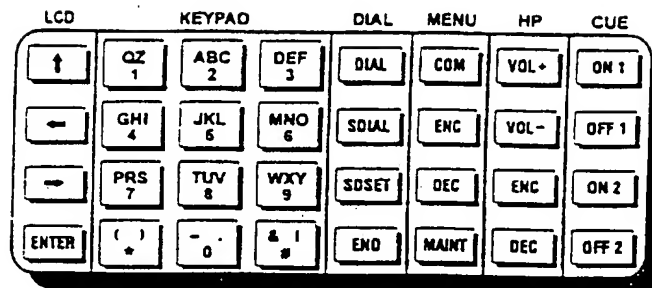 LCD KEYPAD DIAL MENU HP CUE
↑ QZ ABC DEF DIAL COM VOL+ ON 1
1 2 3
← GHI JKL MNO SDIAL ENC VOL− OFF 1
4 5 6
→ PRS TUV WXY SDSET DEC ENC ON 2
7 8 9
ENTER ( ) - . & | END MAINT DEC OFF 2
* 0 #